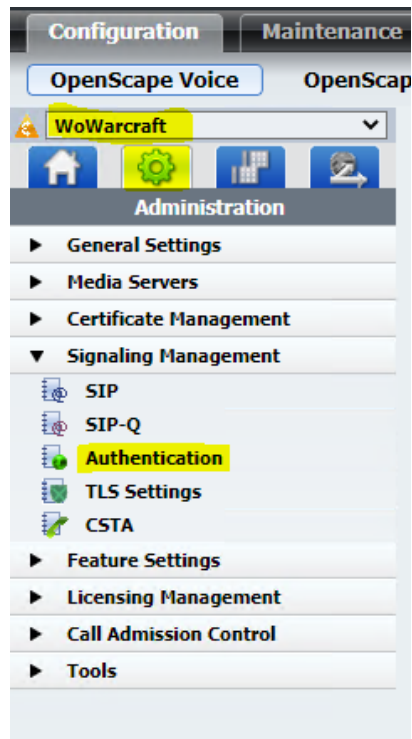 Configuration Maintenance
OpenScape Voice OpenScap
WoWarcraft
Administration
General Settings
Media Servers
Certificate Management
Signaling Management
SIP
SIP-Q
Authentication
TLS Settings
CSTA
Feature Settings
Licensing Management
Call Admission Control
Tools